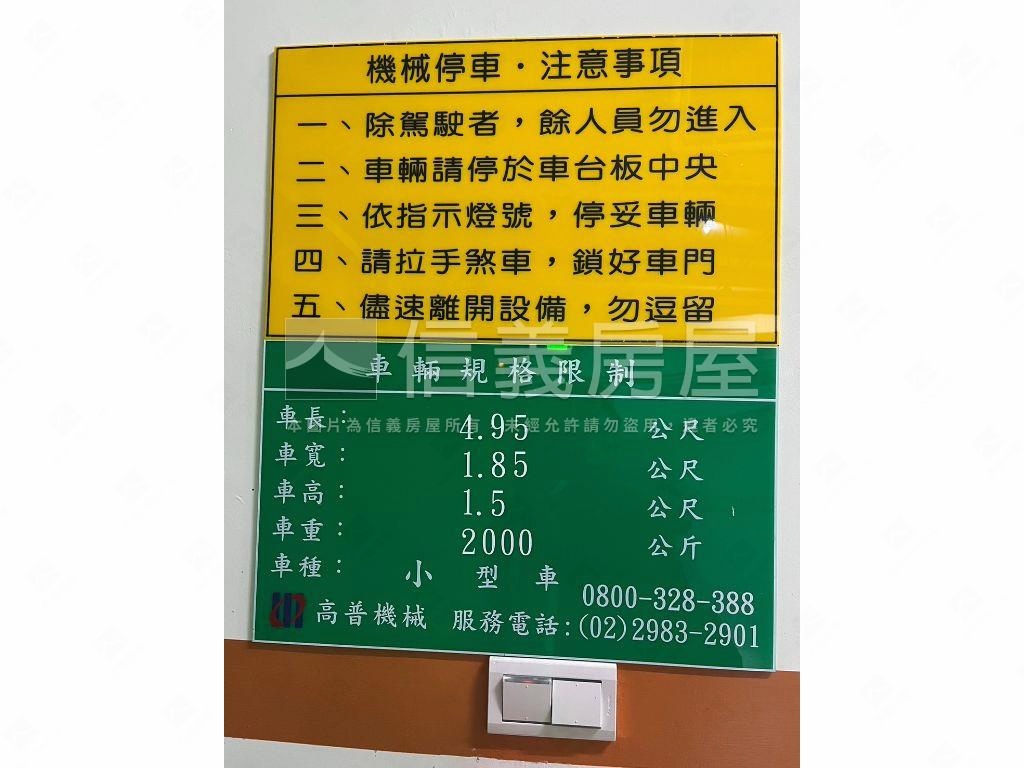 機械停車・注意事項
一、除駕駛者，餘人員勿進入
二、車輛請停於車台板中央
三、依指示燈號，停妥車輛
四、請拉手煞車，鎖好車門
五、儘速離開設備，勿逗留
信義房屋
車輛規格限制
本圖片為信義房屋所有，未經允許請勿盜用，違者必究
車長： 4.95 公尺
車寬： 1.85 公尺
車高： 1.5 公尺
車重： 2000 公斤
車種： 小型車
0800-328-388
高普機械 服務電話:(02)2983-2901